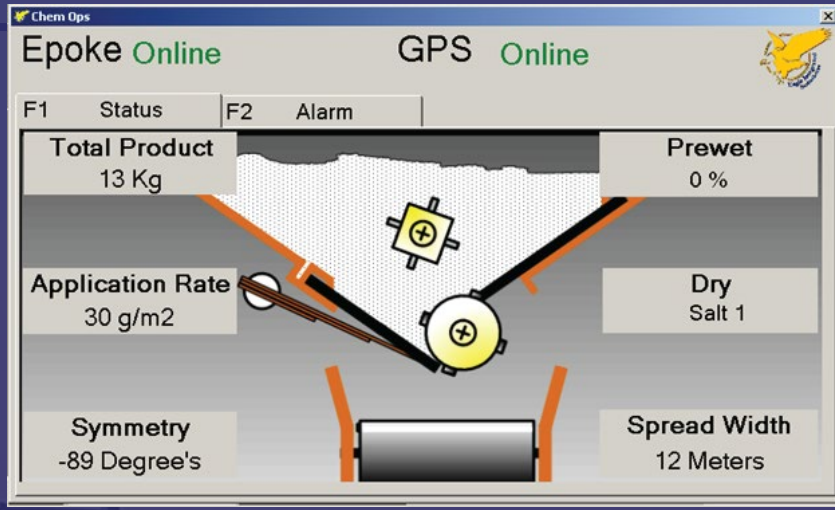 Chem Ops
Epoke Online
GPS Online
F1 Status
F2 Alarm
Total Product
13 Kg
Prewet
0 %
Application Rate
30 g/m2
Dry
Salt 1
Symmetry
-89 Degree's
Spread Width
12 Meters